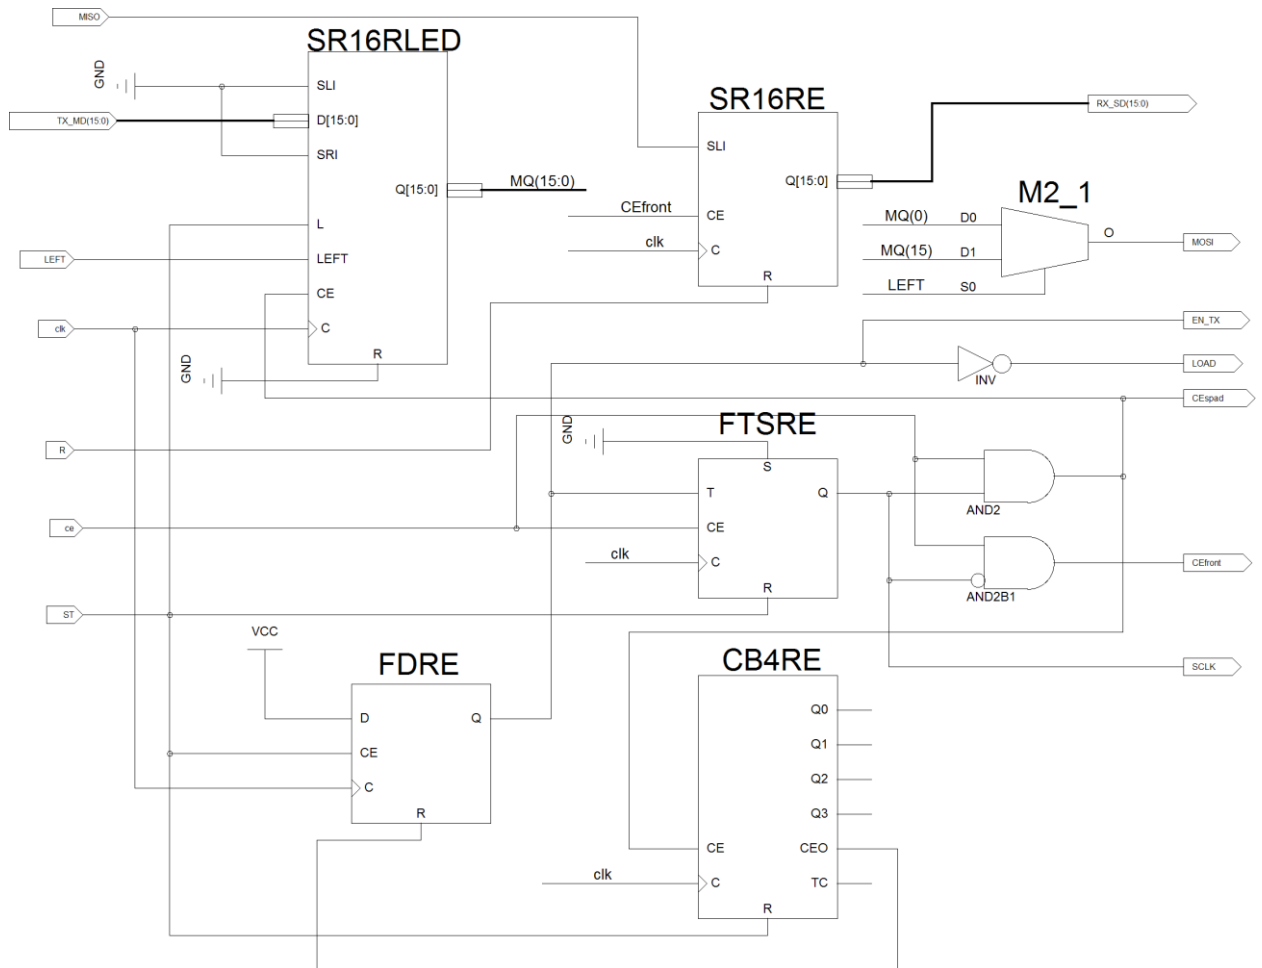 MISO
SR16RLED
GND
SLI
TX_MD(15:0)
D[15:0]
SRI
Q[15:0]
MQ(15:0)
L
LEFT
LEFT
CE
clk
C
R
GND
SR16RE
SLI
Q[15:0]
RX_SD(15:0)
CEfront
CE
clk
C
R
M2_1
MQ(0)
D0
MQ(15)
D1
LEFT
S0
O
MOSI
EN_TX
INV
LOAD
CEspad
R
GND
FTSRE
S
T
Q
ce
CE
clk
C
R
AND2
AND2B1
CEfront
ST
SCLK
VCC
FDRE
D
Q
CE
C
R
CB4RE
Q0
Q1
Q2
Q3
CE
CEO
clk
C
TC
R